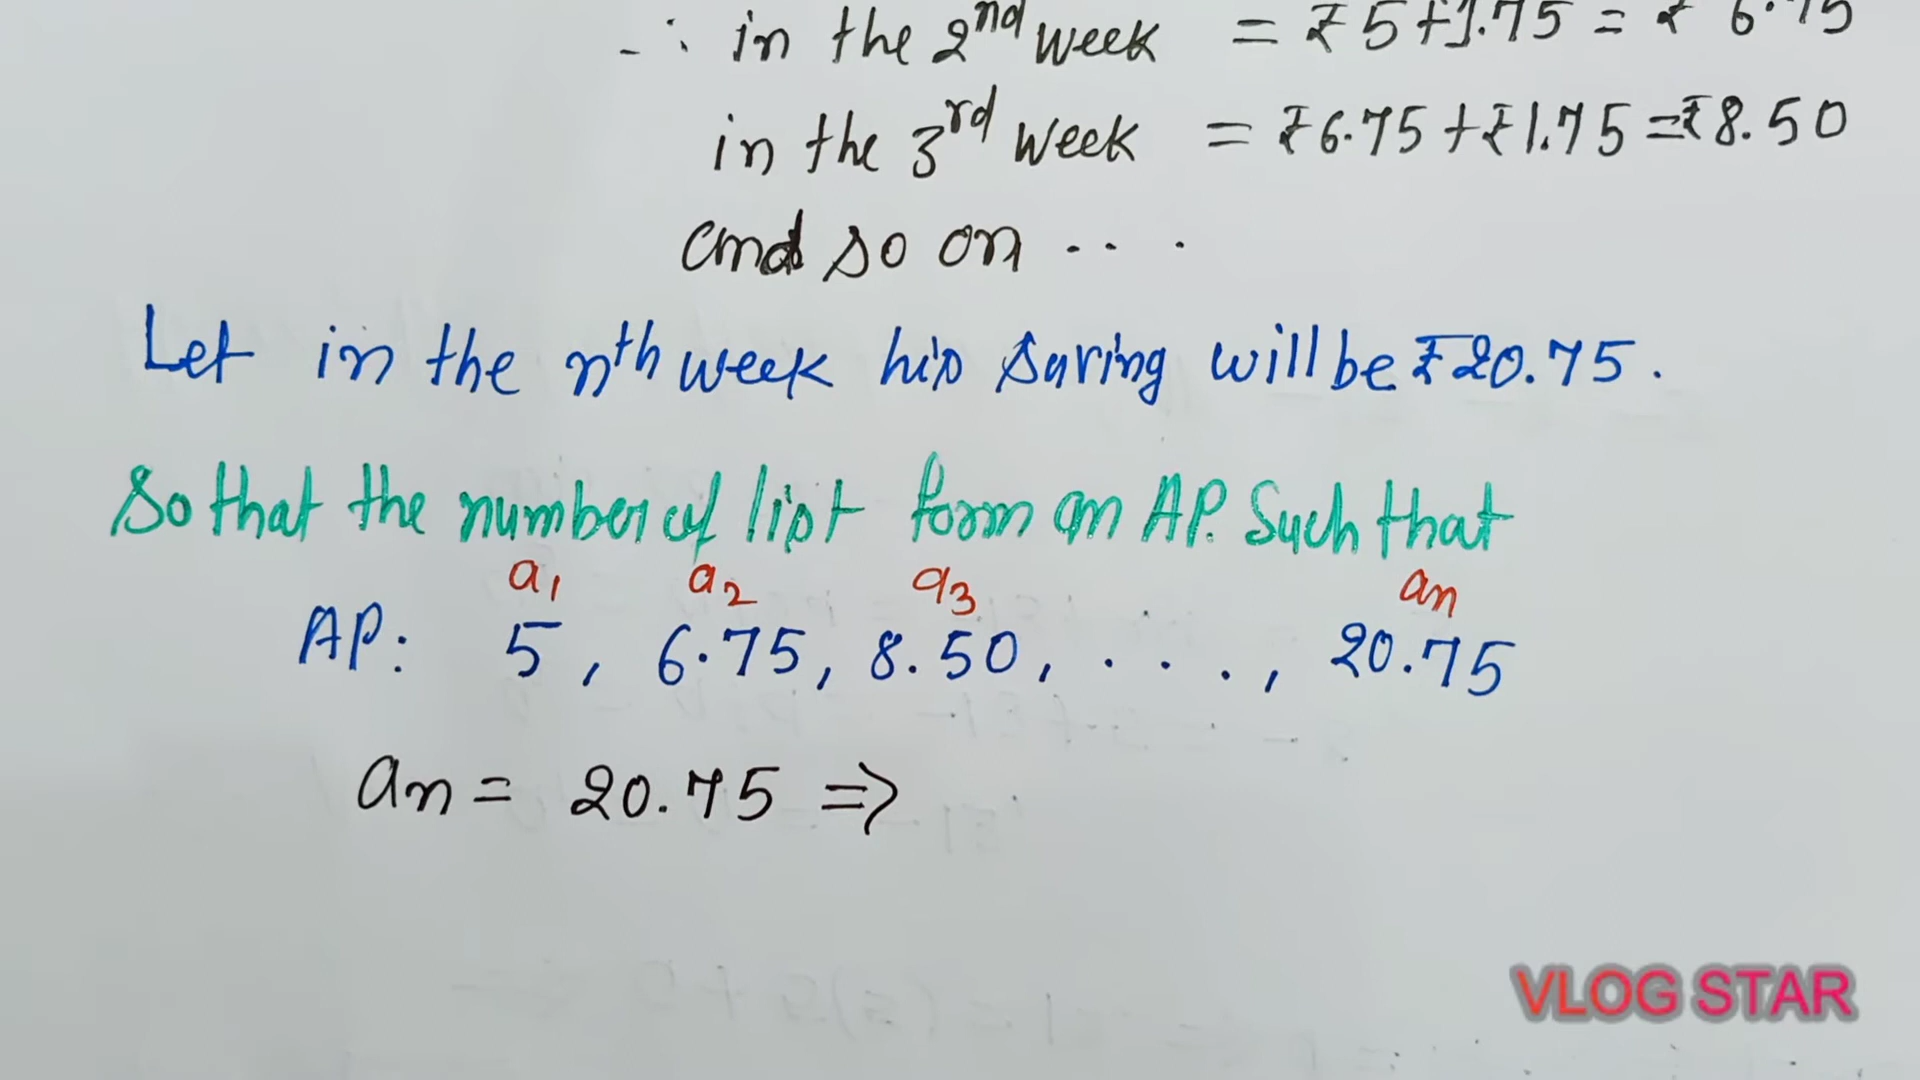 ∴ in the 2nd week = ₹5+1.75 = ₹ 6.75
in the 3rd week = ₹6.75+₹1.75=₹8.50
and so on ...
Let in the nth week his saving will be ₹20.75.
So that the number of list form an AP. Such that
a1 a2 a3 an
AP: 5, 6.75, 8.50, ...., 20.75
an = 20.75 ⇒
VLOG STAR